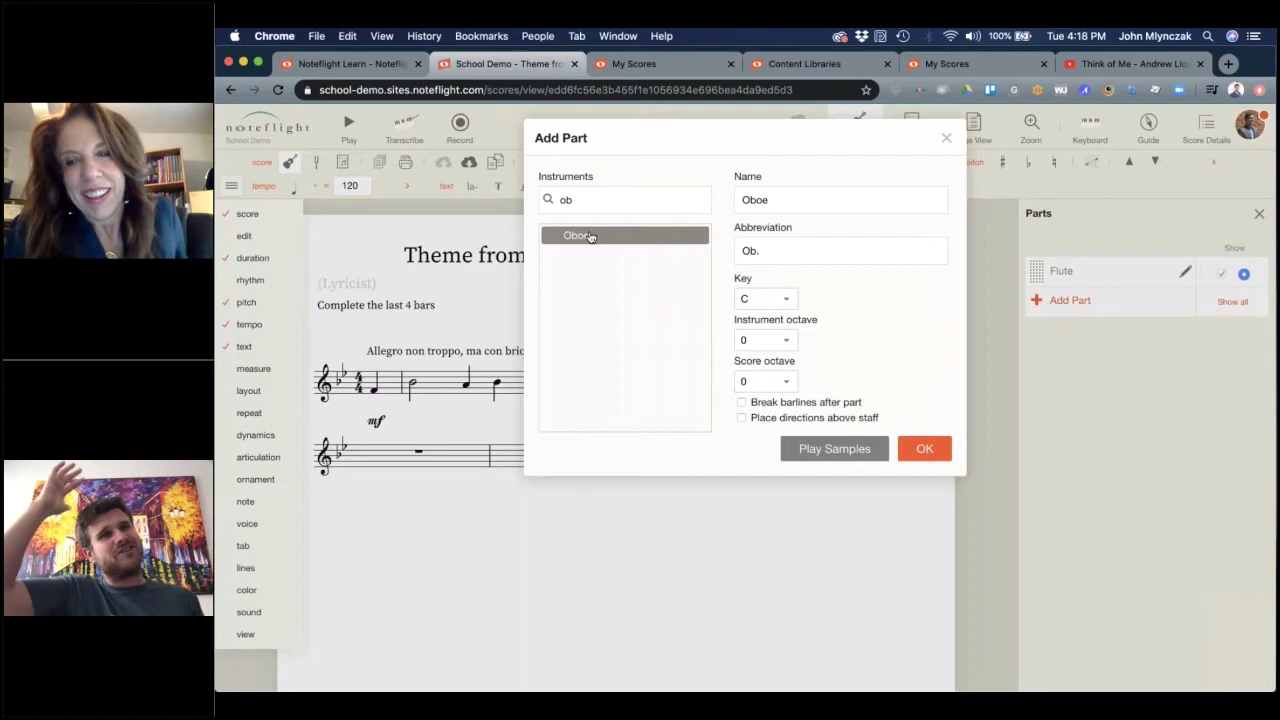 Chrome File Edit View History Bookmarks People Tab Window Help 100% Tue 4:18 PM John Mlynczak
Noteflight Learn - Notefli School Demo - Theme from My Scores Content Libraries My Scores Think of Me - Andrew Llo
school-demo.sites.noteflight.com/scores/view/edd6fc56e3b455f1e1056934e696bea4da9ed5d3
noteflight
School Demo
Play Transcribe Record
Zoom Keyboard Guide Score Details
score
tempo = 120 text la- T
score
edit
duration
rhythm
pitch
tempo
text
measure
layout
repeat
dynamics
articulation
ornament
note
voice
tab
lines
color
sound
view
Theme from
(Lyricist)
Complete the last 4 bars
Allegro non troppo, ma con brio
4
4
mf
Add Part
Instruments
ob
Oboe
Name
Oboe
Abbreviation
Ob.
Key
C
Instrument octave
0
Score octave
0
Break barlines after part
Place directions above staff
Play Samples OK
Parts
Show
Flute
Add Part Show all